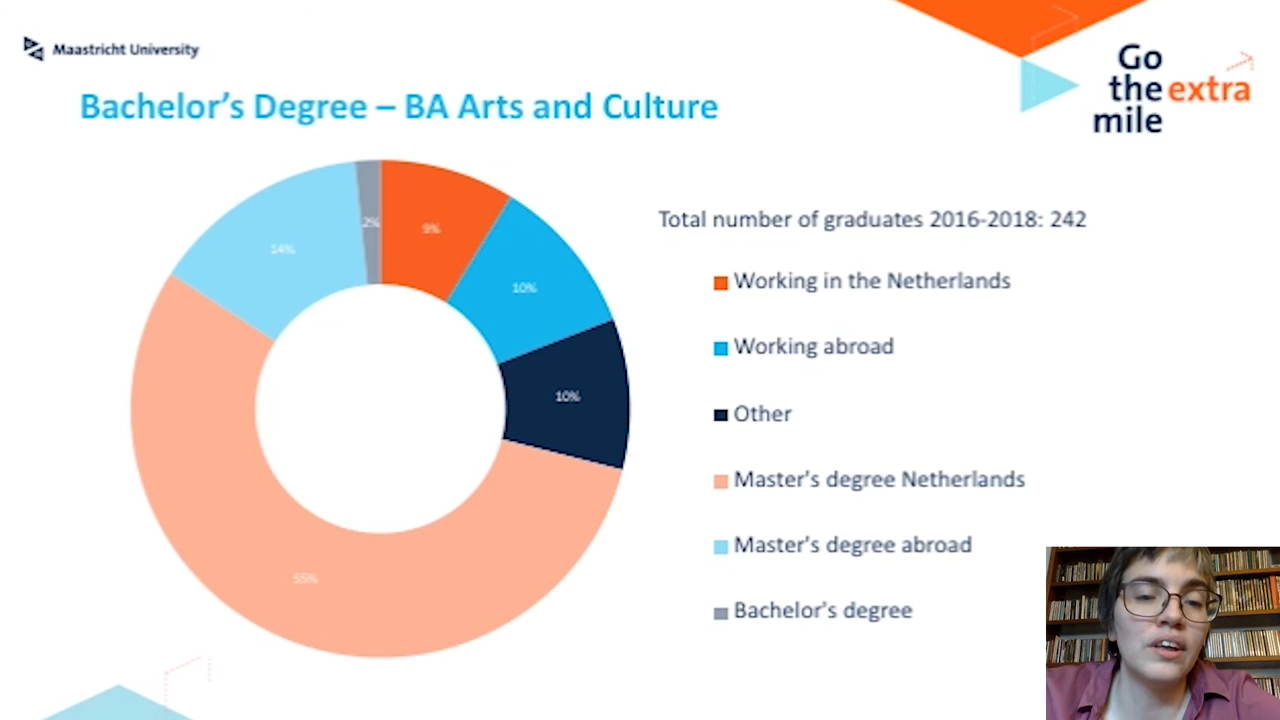 Maastricht University
Go
the extra
mile
Bachelor's Degree – BA Arts and Culture
2%
9%
14%
10%
10%
55%
Total number of graduates 2016-2018: 242
Working in the Netherlands
Working abroad
Other
Master's degree Netherlands
Master's degree abroad
Bachelor's degree